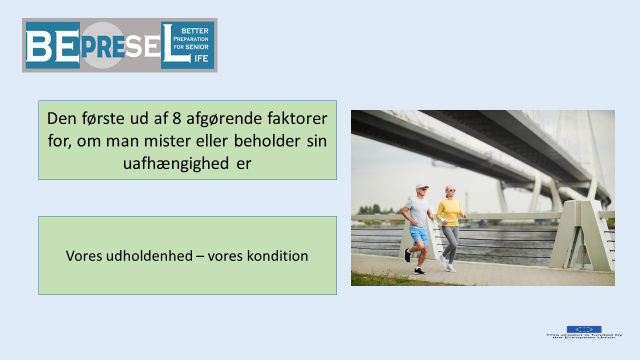 BEPRESEL
BETTER
PREPARATION
FOR SENIOR
LIFE
Den første ud af 8 afgørende faktorer
for, om man mister eller beholder sin
uafhængighed er
Vores udholdenhed – vores kondition
This project is funded by
the European Union